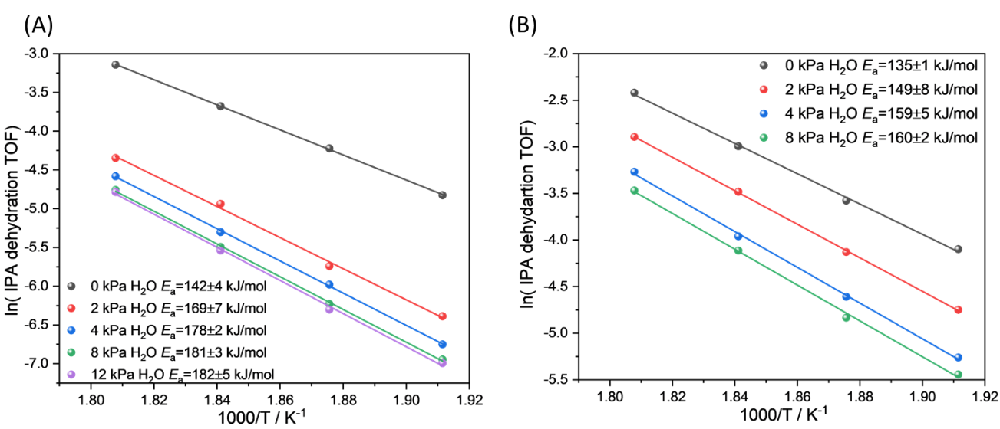 (A)
ln( IPA dehydration TOF)
-3.0
-3.5
-4.0
-4.5
-5.0
-5.5
-6.0
-6.5
-7.0
0 kPa H₂O Eₐ=142±4 kJ/mol
2 kPa H₂O Eₐ=169±7 kJ/mol
4 kPa H₂O Eₐ=178±2 kJ/mol
8 kPa H₂O Eₐ=181±3 kJ/mol
12 kPa H₂O Eₐ=182±5 kJ/mol
1.80 1.82 1.84 1.86 1.88 1.90 1.92
1000/T / K⁻¹
(B)
ln( IPA dehydartion TOF)
-2.0
-2.5
-3.0
-3.5
-4.0
-4.5
-5.0
-5.5
0 kPa H₂O Eₐ=135±1 kJ/mol
2 kPa H₂O Eₐ=149±8 kJ/mol
4 kPa H₂O Eₐ=159±5 kJ/mol
8 kPa H₂O Eₐ=160±2 kJ/mol
1.80 1.82 1.84 1.86 1.88 1.90 1.92
1000/T / K⁻¹